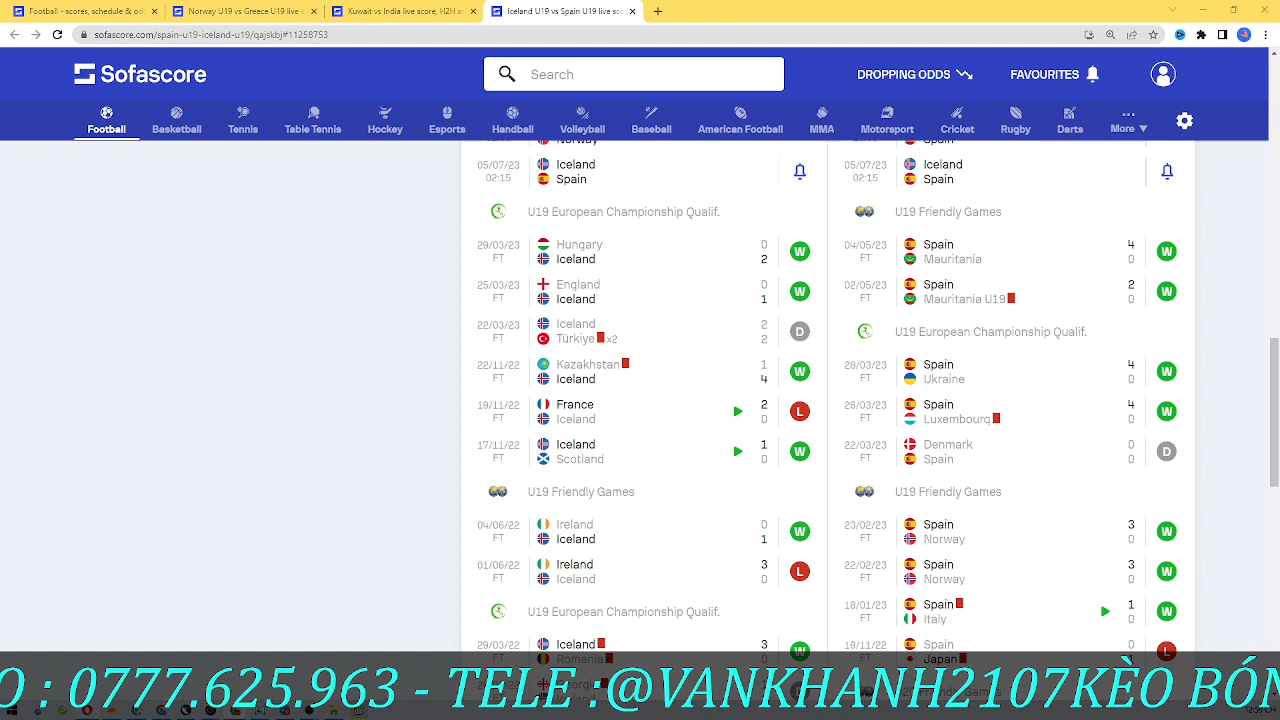 Football - scores, schedule & od
Norway U19 vs Greece U19 live s
Kuwait vs India live score, H2H a
Iceland U19 vs Spain U19 live sco
sofascore.com/spain-u19-iceland-u19/qajskbj#11258753
Sofascore
Search
DROPPING ODDS
FAVOURITES
Football
Basketball
Tennis
Table Tennis
Hockey
Esports
Handball
Volleyball
Baseball
American Football
MMA
Motorsport
Cricket
Rugby
Darts
More
Norway
05/07/23 Iceland
02:15 Spain
U19 European Championship Qualif.
29/03/23 Hungary 0
FT Iceland 2 W
25/03/23 England 0
FT Iceland 1 W
22/03/23 Iceland 2
FT Türkiye x2 2 D
22/11/22 Kazakhstan 1
FT Iceland 4 W
19/11/22 France 2
FT Iceland 0 L
17/11/22 Iceland 1
FT Scotland 0 W
U19 Friendly Games
04/06/22 Ireland 0
FT Iceland 1 W
01/06/22 Ireland 3
FT Iceland 0 L
U19 European Championship Qualif.
29/03/22 Iceland 3 W
Romania
Georgia
Spain
05/07/23 Iceland
02:15 Spain
U19 Friendly Games
04/05/23 Spain 4
FT Mauritania 0 W
02/05/23 Spain 2
FT Mauritania U19 0 W
U19 European Championship Qualif.
28/03/23 Spain 4
FT Ukraine 0 W
26/03/23 Spain 4
FT Luxembourg 0 W
22/03/23 Denmark 0
FT Spain 0 D
U19 Friendly Games
23/02/23 Spain 3
FT Norway 0 W
22/02/23 Spain 3
FT Norway 0 W
18/01/23 Spain 1
FT Italy 0 W
19/11/22 Spain 0 L
Japan
O : 0777.625.963 - TELE :@VANKHANH2107KÈO BÓN
12:59 CH